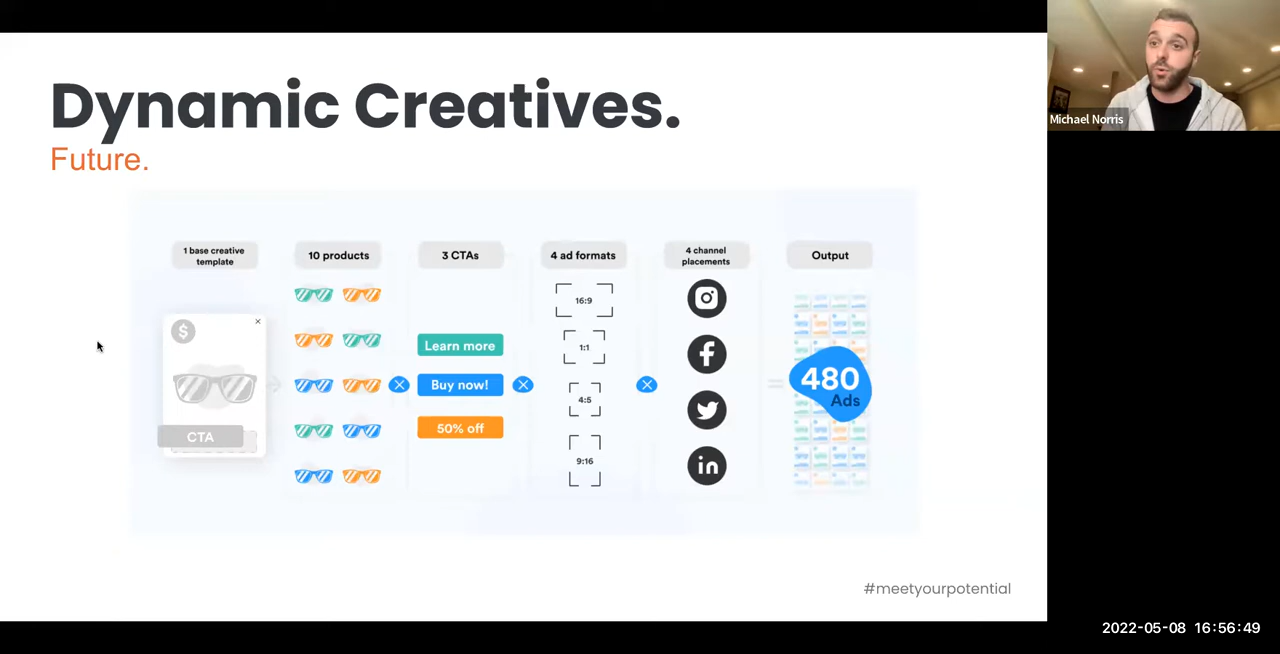 Dynamic Creatives.
Future.
1 base creative
template
10 products
3 CTAs
4 ad formats
4 channel
placements
Output
$
CTA
Learn more
Buy now!
50% off
16:9
1:1
4:5
9:16
f
in
480
Ads
#meetyourpotential
Michael Norris
2022-05-08 16:56:49